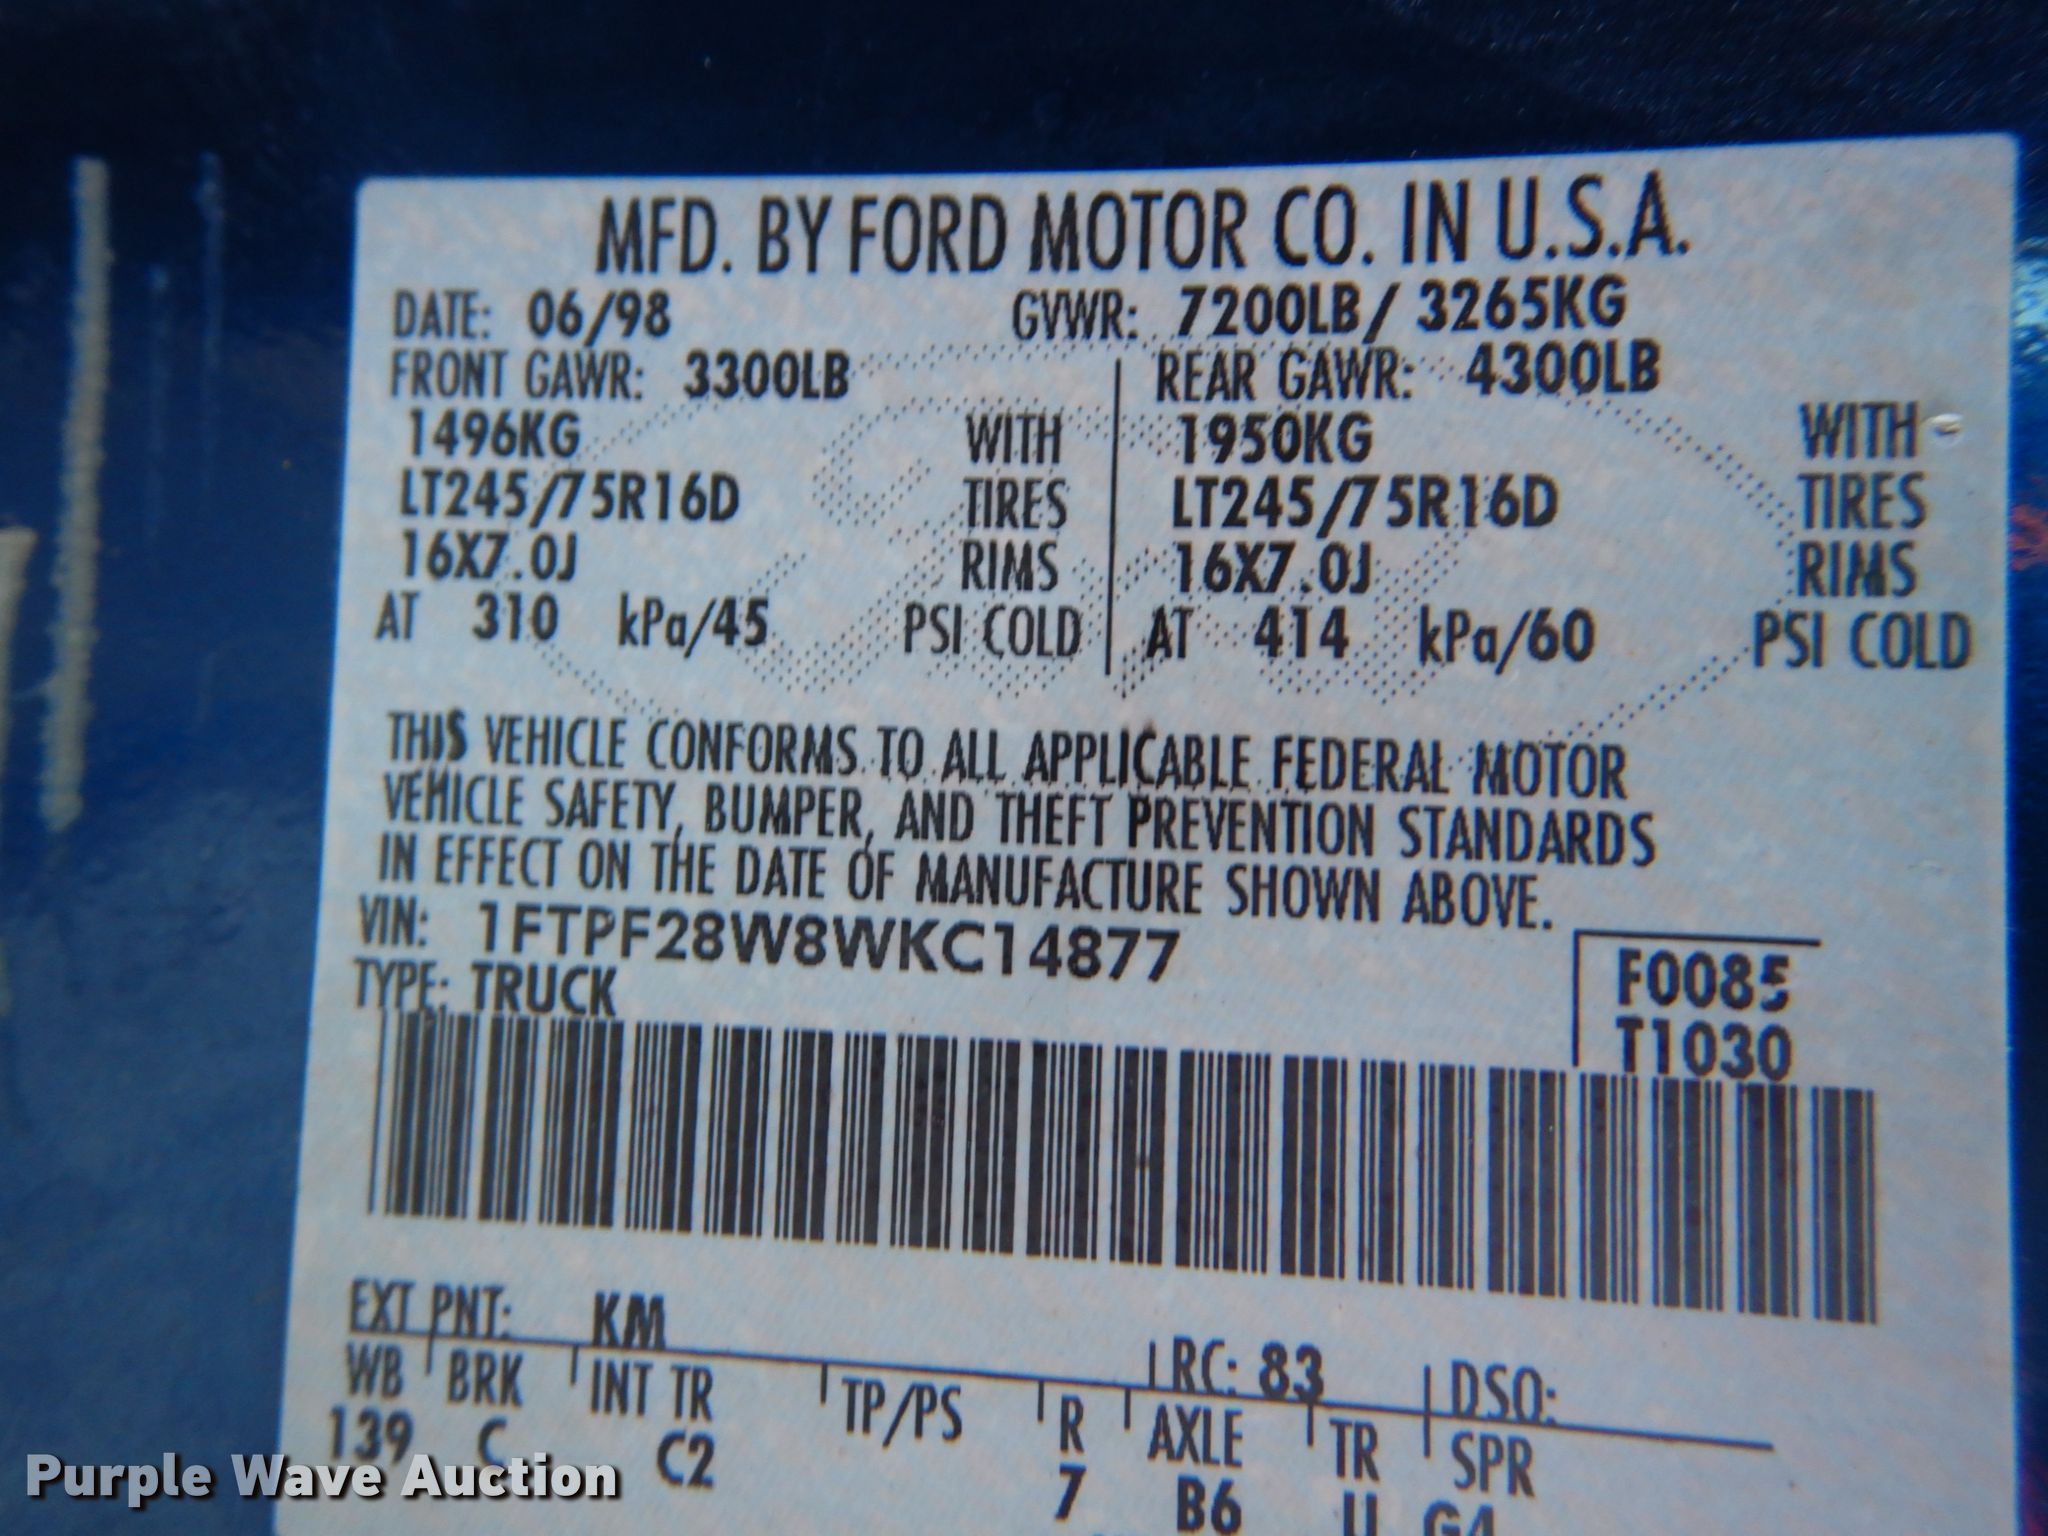 MFD. BY FORD MOTOR CO. IN U.S.A.
DATE: 06/98 GVWR: 7200LB/ 3265KG
FRONT GAWR: 3300LB REAR GAWR: 4300LB
1496KG WITH 1950KG WITH
LT245/75R16D TIRES LT245/75R16D TIRES
16X7.0J RIMS 16X7.0J RIMS
AT 310 kPa/45 PSI COLD AT 414 kPa/60 PSI COLD
THIS VEHICLE CONFORMS TO ALL APPLICABLE FEDERAL MOTOR
VEHICLE SAFETY, BUMPER, AND THEFT PREVENTION STANDARDS
IN EFFECT ON THE DATE OF MANUFACTURE SHOWN ABOVE.
VIN: 1FTPF28W8WKC14877
F0085
TYPE: TRUCK
T1030
EXT PNT: KM
RC: 83 DSO:
WB BRK INT TR TP/PS R AXLE TR SPR
139 C C2 7 B6 U G4
Purple Wave Auction